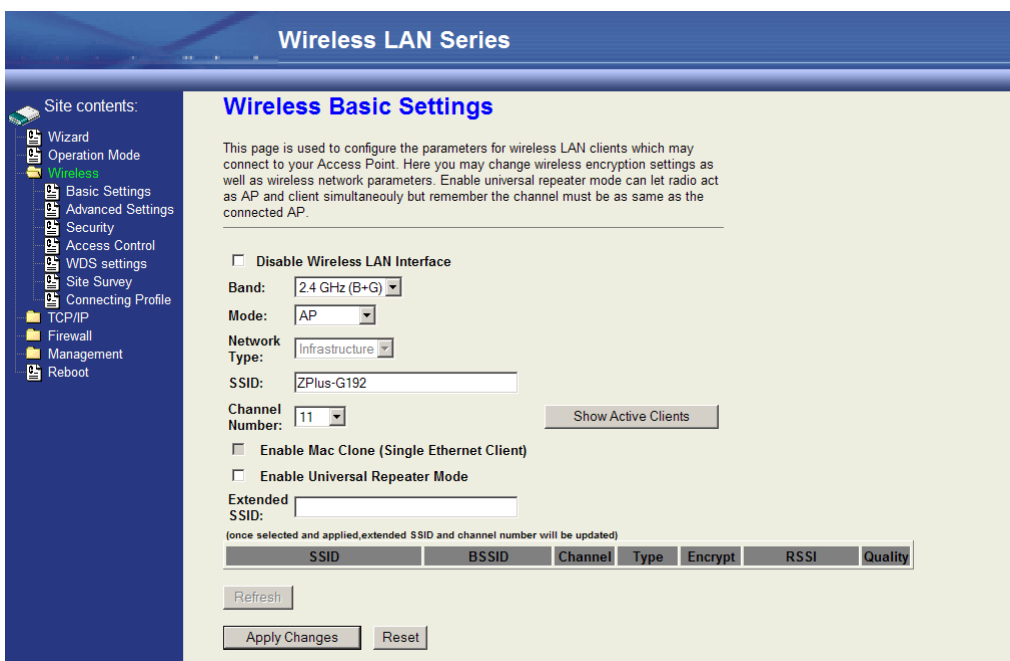 Wireless LAN Series
Site contents:
Wizard
Operation Mode
Wireless
Basic Settings
Advanced Settings
Security
Access Control
WDS settings
Site Survey
Connecting Profile
TCP/IP
Firewall
Management
Reboot
Wireless Basic Settings
This page is used to configure the parameters for wireless LAN clients which may
connect to your Access Point. Here you may change wireless encryption settings as
well as wireless network parameters. Enable universal repeater mode can let radio act
as AP and client simultaneouly but remember the channel must be as same as the
connected AP.
Disable Wireless LAN Interface
Band: 2.4 GHz (B+G)
Mode: AP
Network
Type: Infrastructure
SSID: ZPlus-G192
Channel
Number: 11 Show Active Clients
Enable Mac Clone (Single Ethernet Client)
Enable Universal Repeater Mode
Extended
SSID:
(once selected and applied,extended SSID and channel number will be updated)
SSID BSSID Channel Type Encrypt RSSI Quality
Refresh
Apply Changes Reset